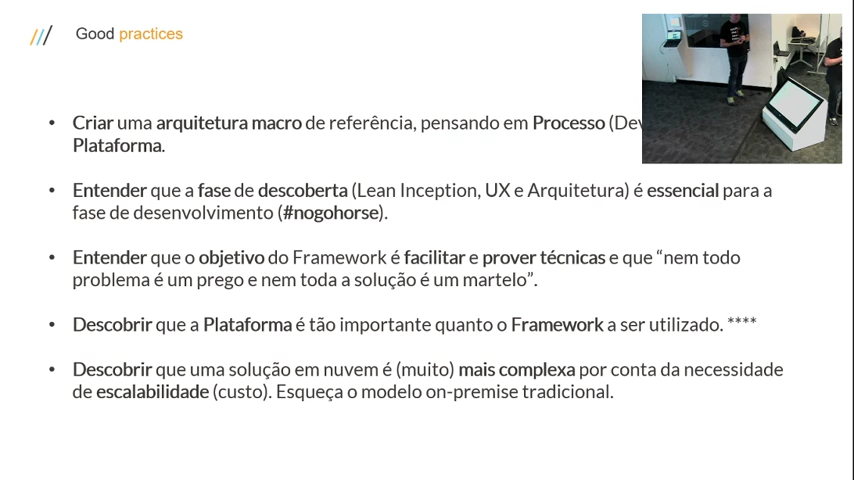 Good practices
• Criar uma arquitetura macro de referência, pensando em Processo (Dev
Plataforma.
• Entender que a fase de descoberta (Lean Inception, UX e Arquitetura) é essencial para a
fase de desenvolvimento (#nogohorse).
• Entender que o objetivo do Framework é facilitar e prover técnicas e que “nem todo
problema é um prego e nem toda a solução é um martelo”.
• Descobrir que a Plataforma é tão importante quanto o Framework a ser utilizado. ****
• Descobrir que uma solução em nuvem é (muito) mais complexa por conta da necessidade
de escalabilidade (custo). Esqueça o modelo on-premise tradicional.